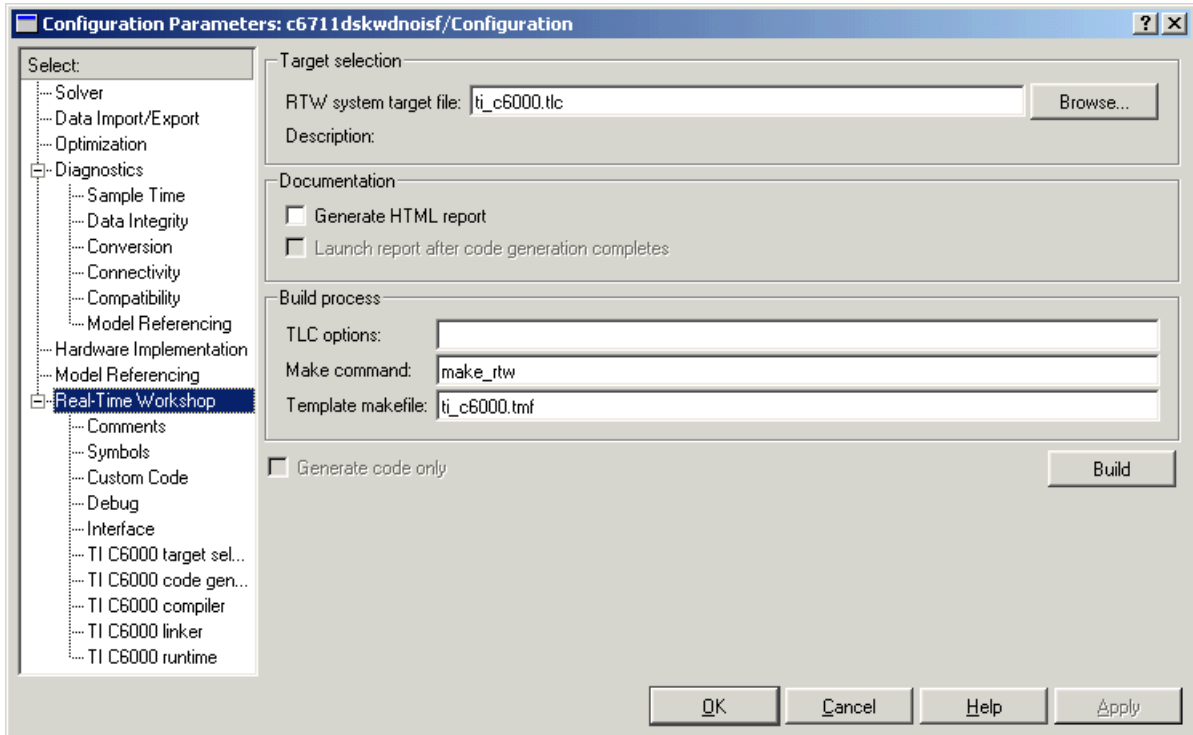 Configuration Parameters: c6711dskwdnoisf/Configuration
Select:
Solver
Data Import/Export
Optimization
Diagnostics
Sample Time
Data Integrity
Conversion
Connectivity
Compatibility
Model Referencing
Hardware Implementation
Model Referencing
Real-Time Workshop
Comments
Symbols
Custom Code
Debug
Interface
TI C6000 target sel...
TI C6000 code gen...
TI C6000 compiler
TI C6000 linker
TI C6000 runtime
Target selection
RTW system target file: ti_c6000.tlc Browse...
Description:
Documentation
Generate HTML report
Launch report after code generation completes
Build process
TLC options:
Make command: make_rtw
Template makefile: ti_c6000.tmf
Generate code only Build
OK Cancel Help Apply